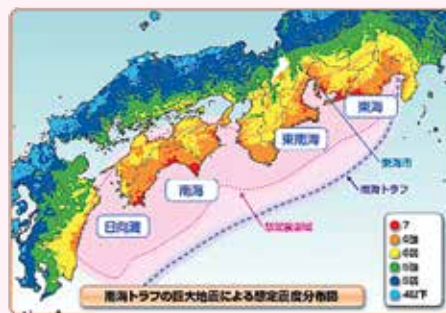 東海
東南海
東海市
南海
南海トラフ
日向灘
想定震源域
7
6強
6弱
5強
5弱
4以下
南海トラフの巨大地震による想定震度分布図